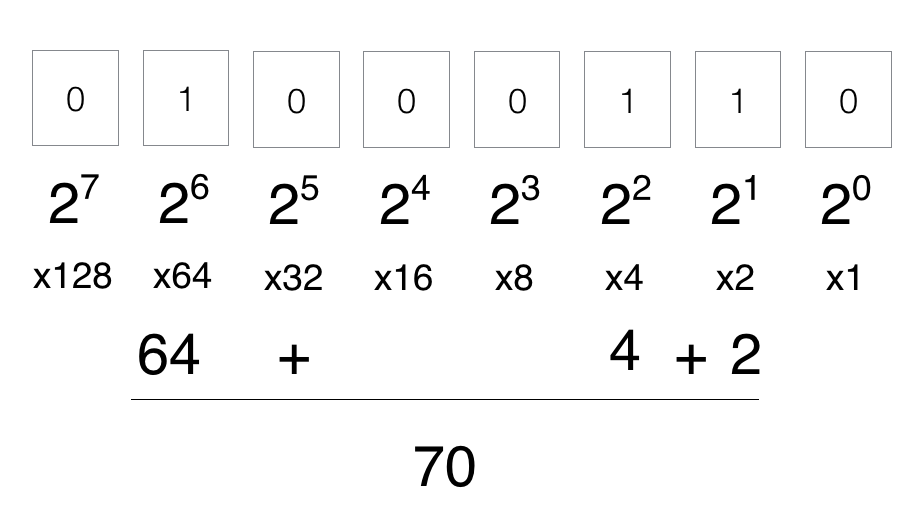 0 1 0 0 0 1 1 0
2⁷ 2⁶ 2⁵ 2⁴ 2³ 2² 2¹ 2⁰
x128 x64 x32 x16 x8 x4 x2 x1
64 + 4 + 2
70